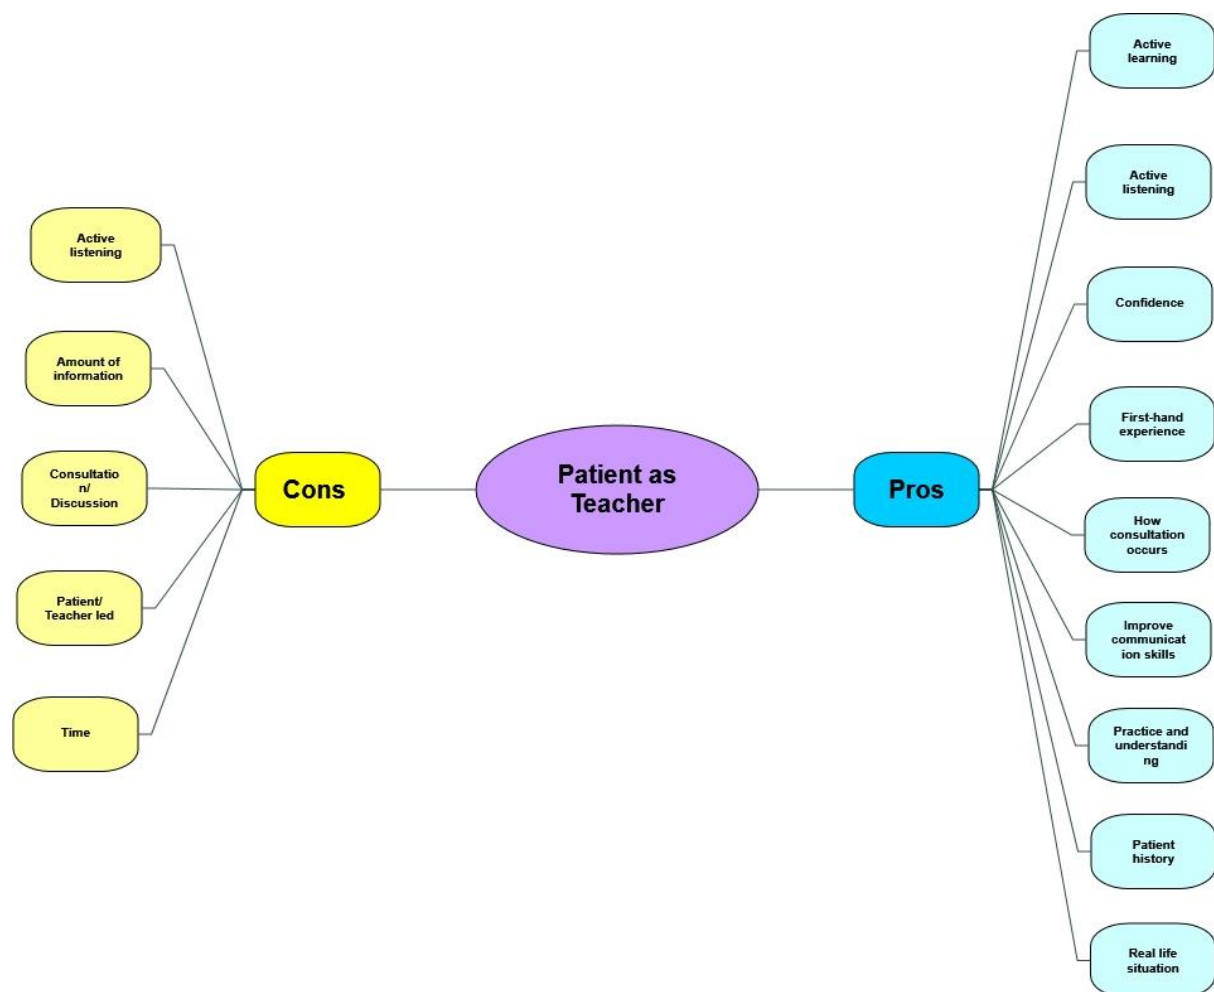 Active
listening
Amount of
information
Consultatio
n/
Discussion
Patient/
Teacher led
Time
Cons
Patient as
Teacher
Pros
Active
learning
Active
listening
Confidence
First-hand
experience
How
consultation
occurs
Improve
communicat
ion skills
Practice and
understandi
ng
Patient
history
Real life
situation